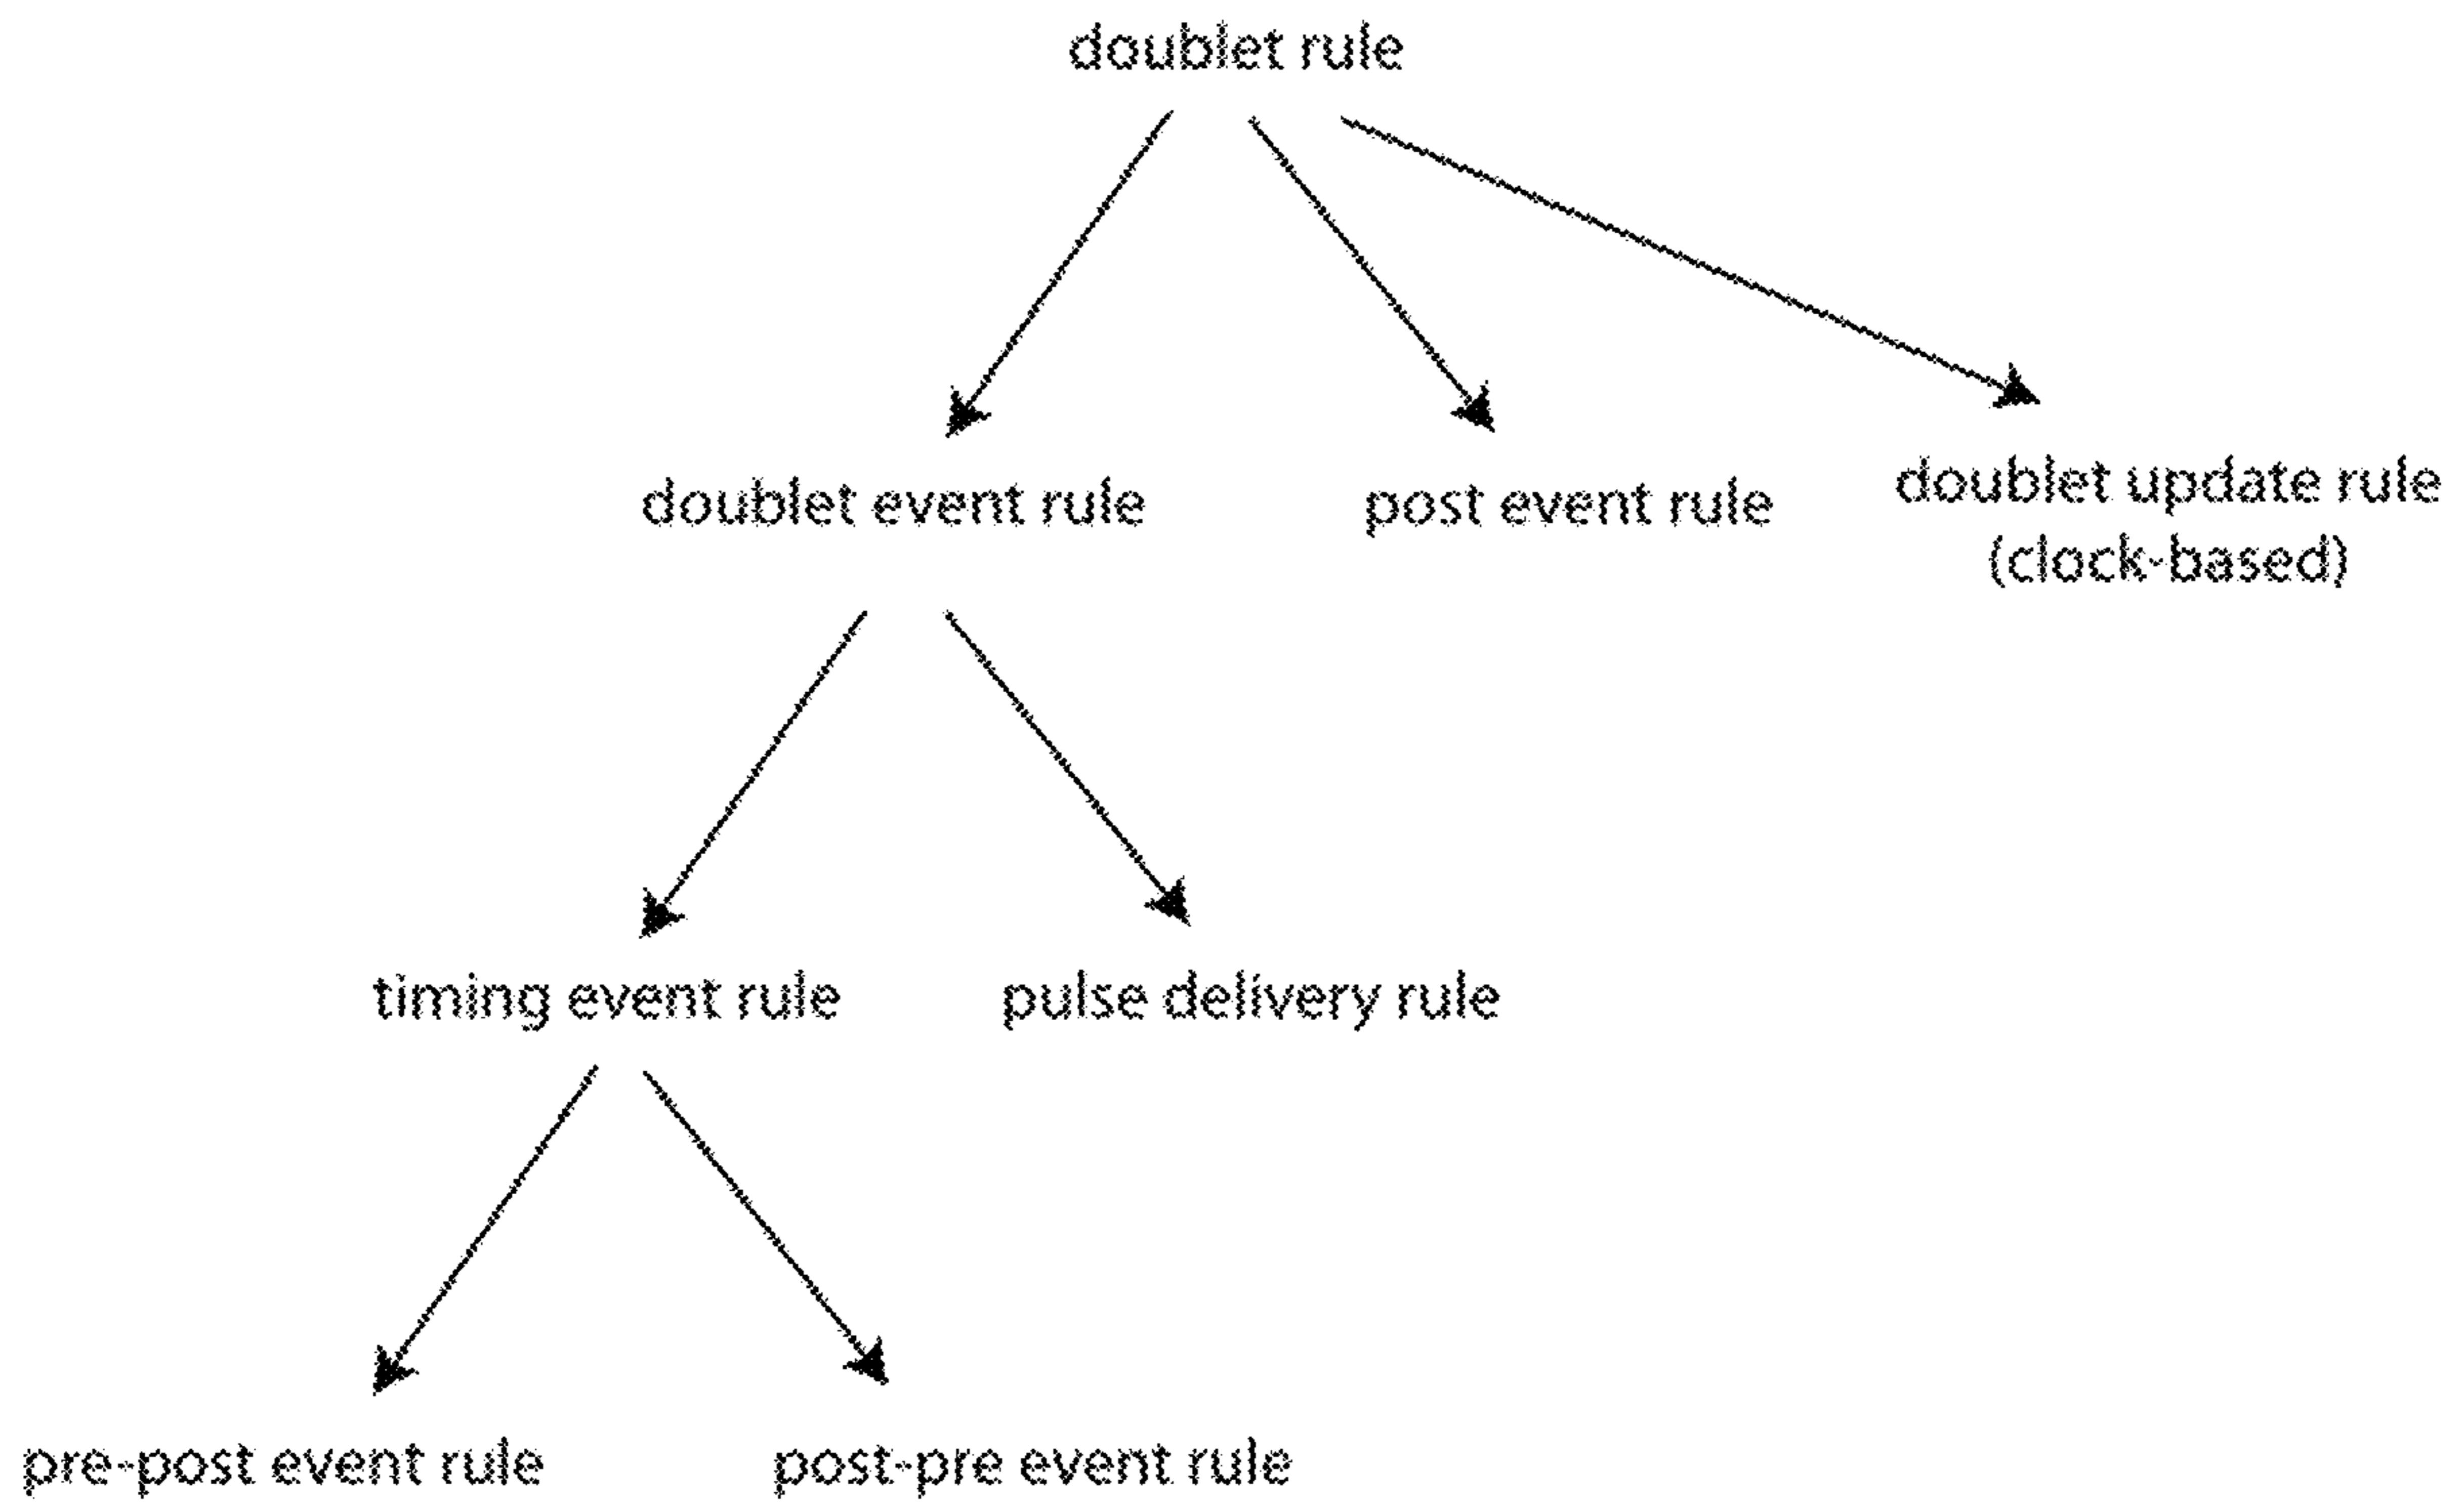 doublet rule
doublet event rule
post event rule
doublet update rule
(clock-based)
timing event rule
pulse delivery rule
pre-post event rule
post-pre event rule